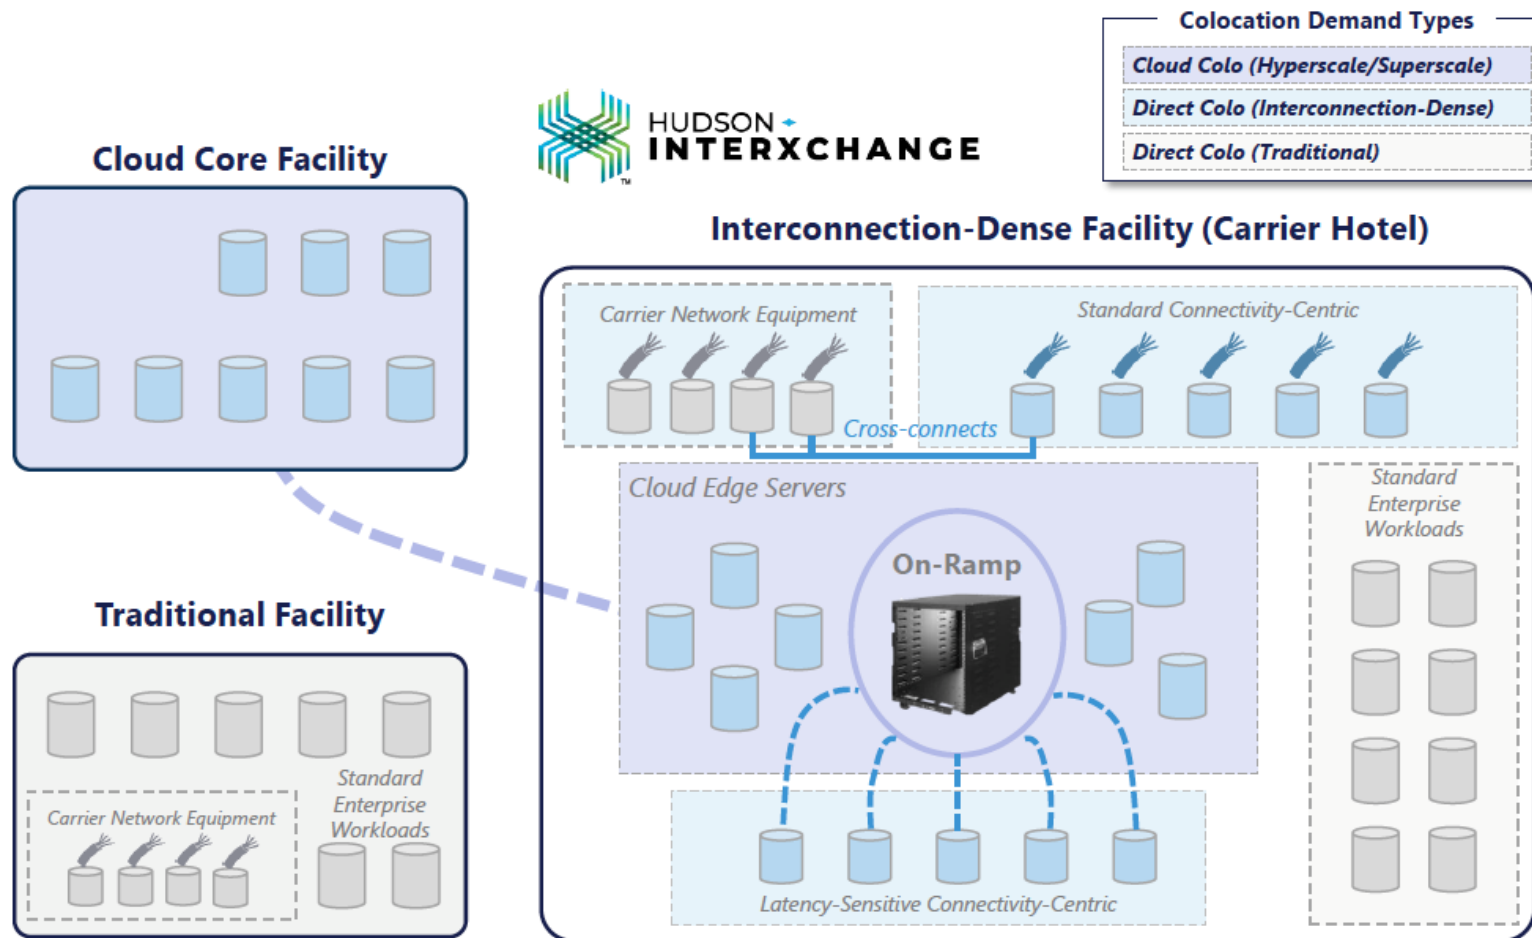 Colocation Demand Types
Cloud Colo (Hyperscale/Superscale)
Direct Colo (Interconnection-Dense)
Direct Colo (Traditional)
HUDSON
INTERXCHANGE
TM
Cloud Core Facility
Interconnection-Dense Facility (Carrier Hotel)
Carrier Network Equipment
Standard Connectivity-Centric
Cross-connects
Cloud Edge Servers
On-Ramp
Standard
Enterprise
Workloads
Latency-Sensitive Connectivity-Centric
Traditional Facility
Standard
Enterprise
Workloads
Carrier Network Equipment